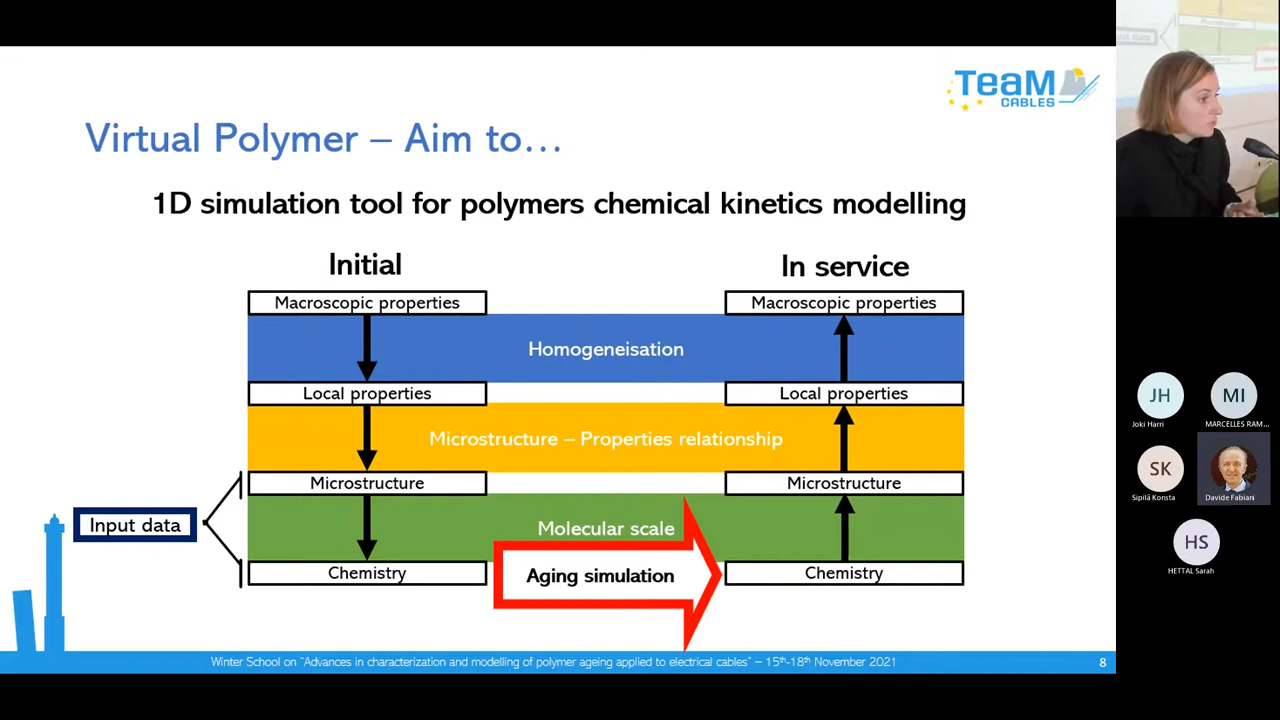 TeaM
CABLES
Virtual Polymer – Aim to…
1D simulation tool for polymers chemical kinetics modelling
Initial
In service
Macroscopic properties
Macroscopic properties
Homogeneisation
Local properties
Local properties
Microstructure – Properties relationship
Microstructure
Microstructure
Input data
Molecular scale
Aging simulation
Chemistry
Chemistry
Winter School on “Advances in characterization and modelling of polymer ageing applied to electrical cables” – 15th-18th November 2021
8
JH
Joki Harri
MI
MARCELLES RAM...
SK
Sipilä Konsta
Davide Fabiani
HS
HETTAL Sarah